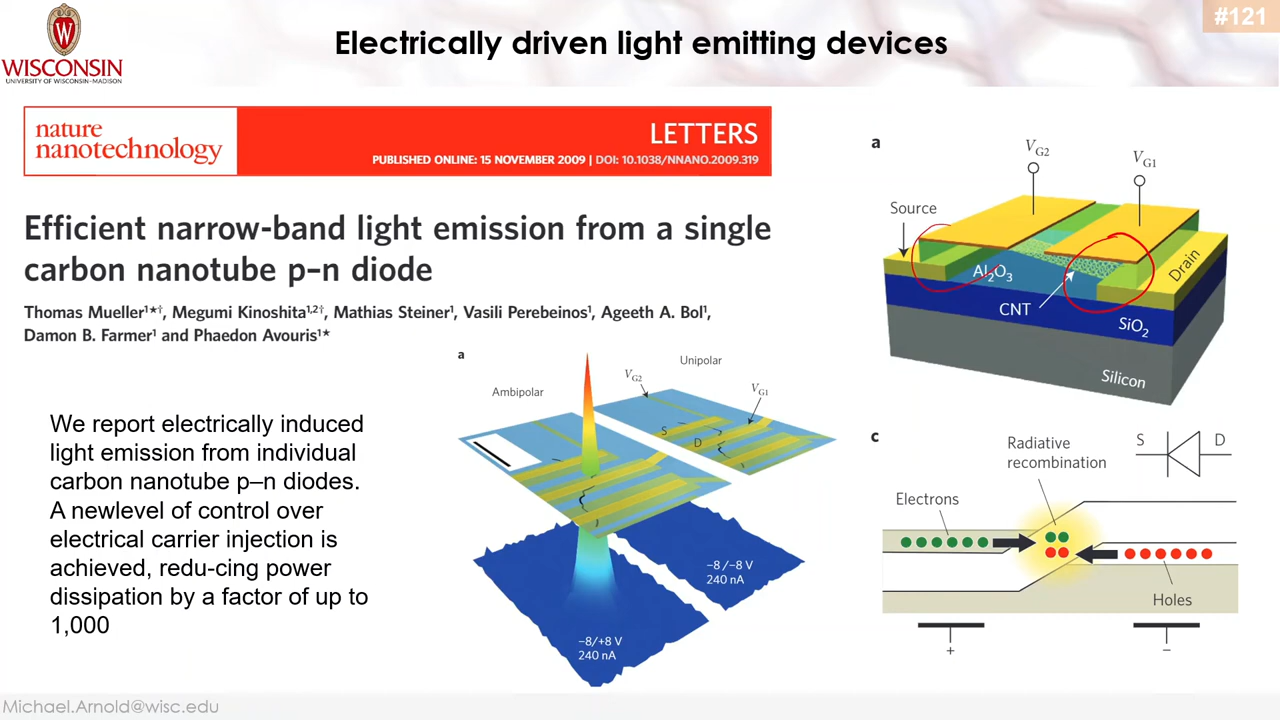 #121
Electrically driven light emitting devices
W
WISCONSIN
UNIVERSITY OF WISCONSIN–MADISON
nature
nanotechnology
LETTERS
PUBLISHED ONLINE: 15 NOVEMBER 2009 | DOI: 10.1038/NNANO.2009.319
Efficient narrow-band light emission from a single
carbon nanotube p–n diode
Thomas Mueller¹*†, Megumi Kinoshita¹,²†, Mathias Steiner¹, Vasili Perebeinos¹, Ageeth A. Bol¹,
Damon B. Farmer¹ and Phaedon Avouris¹*
We report electrically induced
light emission from individual
carbon nanotube p–n diodes.
A newlevel of control over
electrical carrier injection is
achieved, redu-cing power
dissipation by a factor of up to
1,000
a
Ambipolar
Unipolar
VG2
VG1
S
D
−8/−8 V
240 nA
−8/+8 V
240 nA
a
VG2
VG1
Source
Drain
Al2O3
CNT
SiO2
Silicon
c
Radiative
recombination
S
D
Electrons
Holes
+
−
Michael.Arnold@wisc.edu